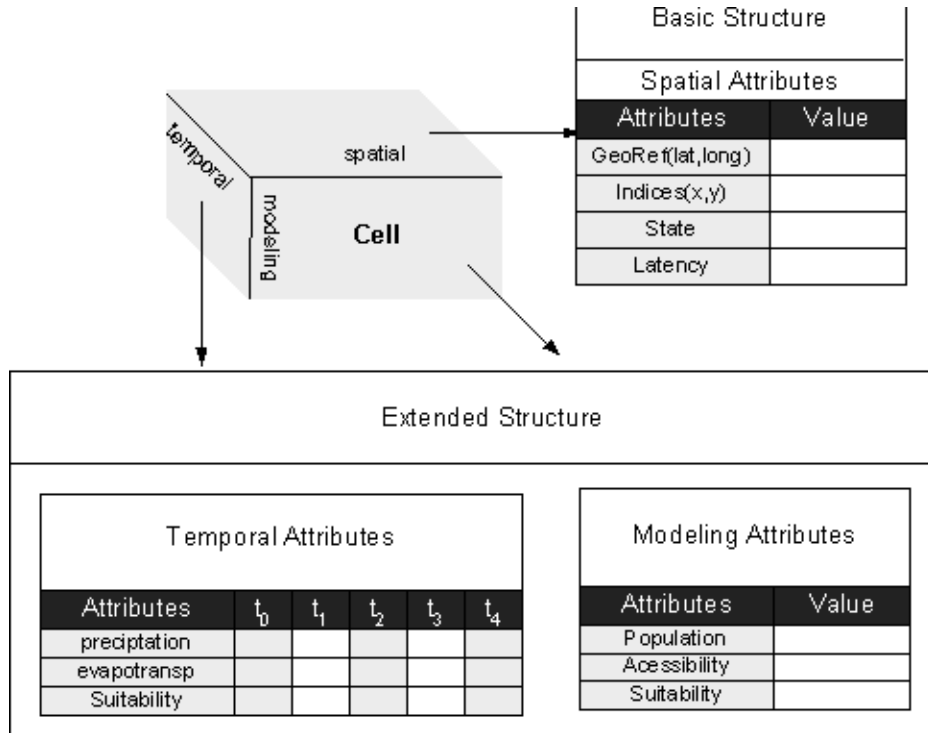 Basic Structure
Spatial Attributes
Attributes Value
GeoRef(lat,long)
Indices(x,y)
State
Latency
temporal
spatial
modeling
Cell
Extended Structure
Temporal Attributes
Attributes t0 t1 t2 t3 t4
preciptation
evapotransp
Suitability
Modeling Attributes
Attributes Value
Population
Acessibility
Suitability